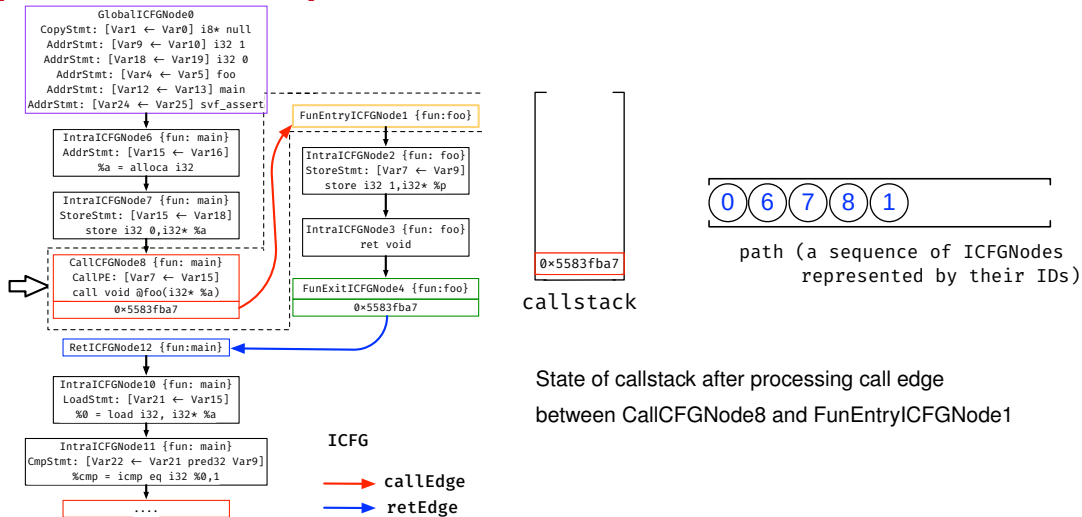 GlobalICFGNode0
CopyStmt: [Var1 ← Var0] i8* null
AddrStmt: [Var9 ← Var10] i32 1
AddrStmt: [Var18 ← Var19] i32 0
AddrStmt: [Var4 ← Var5] foo
AddrStmt: [Var12 ← Var13] main
AddrStmt: [Var24 ← Var25] svf_assert
IntraICFGNode6 {fun: main}
AddrStmt: [Var15 ← Var16]
%a = alloca i32
IntraICFGNode7 {fun: main}
StoreStmt: [Var15 ← Var18]
store i32 0,i32* %a
CallCFGNode8 {fun: main}
CallPE: [Var7 ← Var15]
call void @foo(i32* %a)
0×5583fba7
FunEntryICFGNode1 {fun:foo}
IntraICFGNode2 {fun: foo}
StoreStmt: [Var7 ← Var9]
store i32 1,i32* %p
IntraICFGNode3 {fun: foo}
ret void
FunExitICFGNode4 {fun:foo}
0×5583fba7
RetICFGNode12 {fun:main}
IntraICFGNode10 {fun: main}
LoadStmt: [Var21 ← Var15]
%0 = load i32, i32* %a
IntraICFGNode11 {fun: main}
CmpStmt: [Var22 ← Var21 pred32 Var9]
%cmp = icmp eq i32 %0,1
....
ICFG
callEdge
retEdge
0×5583fba7
callstack
0 6 7 8 1
path (a sequence of ICFGNodes
represented by their IDs)
State of callstack after processing call edge
between CallCFGNode8 and FunEntryICFGNode1